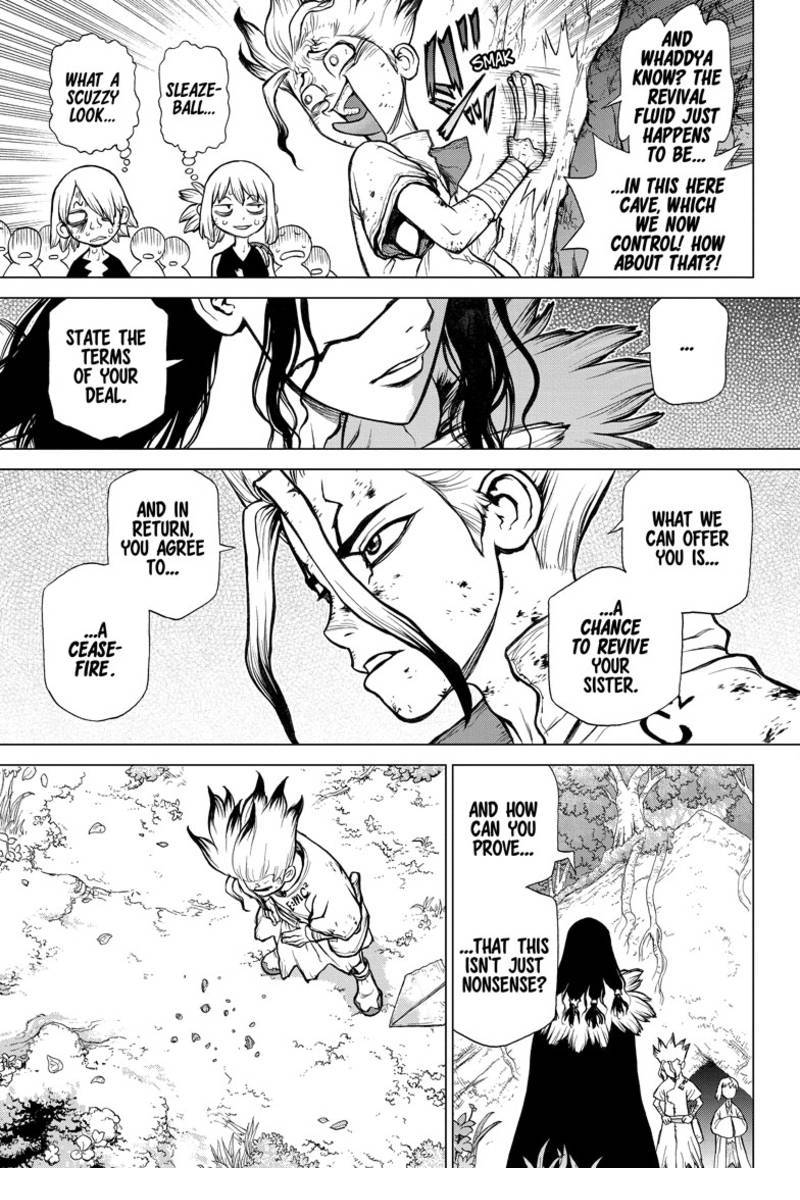 AND
WHADDYA
KNOW? THE
REVIVAL
FLUID JUST
HAPPENS
TO BE...
...IN THIS HERE
CAVE, WHICH
WE NOW
CONTROL! HOW
ABOUT THAT?!
SMAK
SLEAZE-
BALL...
WHAT A
SCUZZY
LOOK...
...
STATE THE
TERMS
OF YOUR
DEAL.
WHAT WE
CAN OFFER
YOU IS...
...A
CHANCE
TO REVIVE
YOUR
SISTER.
AND IN
RETURN,
YOU AGREE
TO...
...A
CEASE-
FIRE.
AND HOW
CAN YOU
PROVE...
...THAT THIS
ISN'T JUST
NONSENSE?
E=mc²